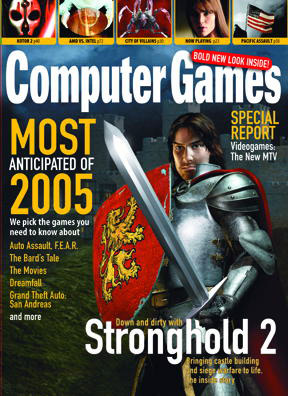 KOTOR 2 p40
AMD VS. INTEL p72
CITY OF VILLAINS p30
NOW PLAYING p23
PACIFIC ASSAULT p58
BOLD NEW LOOK INSIDE!
Computer Games
MOST
ANTICIPATED OF
2005
We pick the games you
need to know about
Auto Assault, F.E.A.R.
The Bard's Tale
The Movies
Dreamfall
Grand Theft Auto:
San Andreas
and more
SPECIAL
REPORT
Videogames:
The New MTV
Down and dirty with
Stronghold 2
Bringing castle building
and siege warfare to life.
The inside story